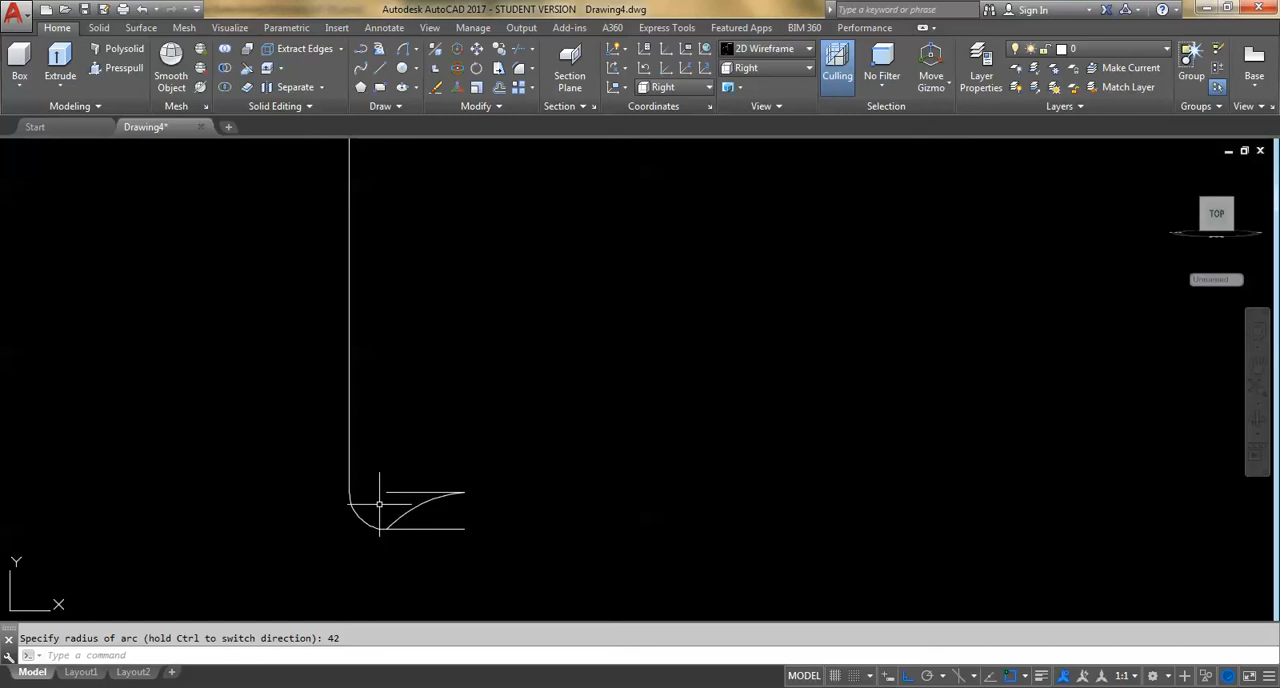 Autodesk AutoCAD 2017 - STUDENT VERSION Drawing4.dwg
Type a keyword or phrase
Sign In
Home Solid Surface Mesh Visualize Parametric Insert Annotate View Manage Output Add-ins A360 Express Tools Featured Apps BIM 360 Performance
Box
Extrude
Polysolid
Presspull
Smooth Object
Extract Edges
Separate
Section Plane
2D Wireframe
Right
Right
Culling
No Filter
Move Gizmo
Layer Properties
0
Make Current
Match Layer
Group
Base
Modeling Mesh Solid Editing Draw Modify Section Coordinates View Selection Layers Groups View
Start Drawing4*
TOP
Unnamed
Y
X
Specify radius of arc (hold Ctrl to switch direction): 42
Type a command
Model Layout1 Layout2
MODEL 1:1